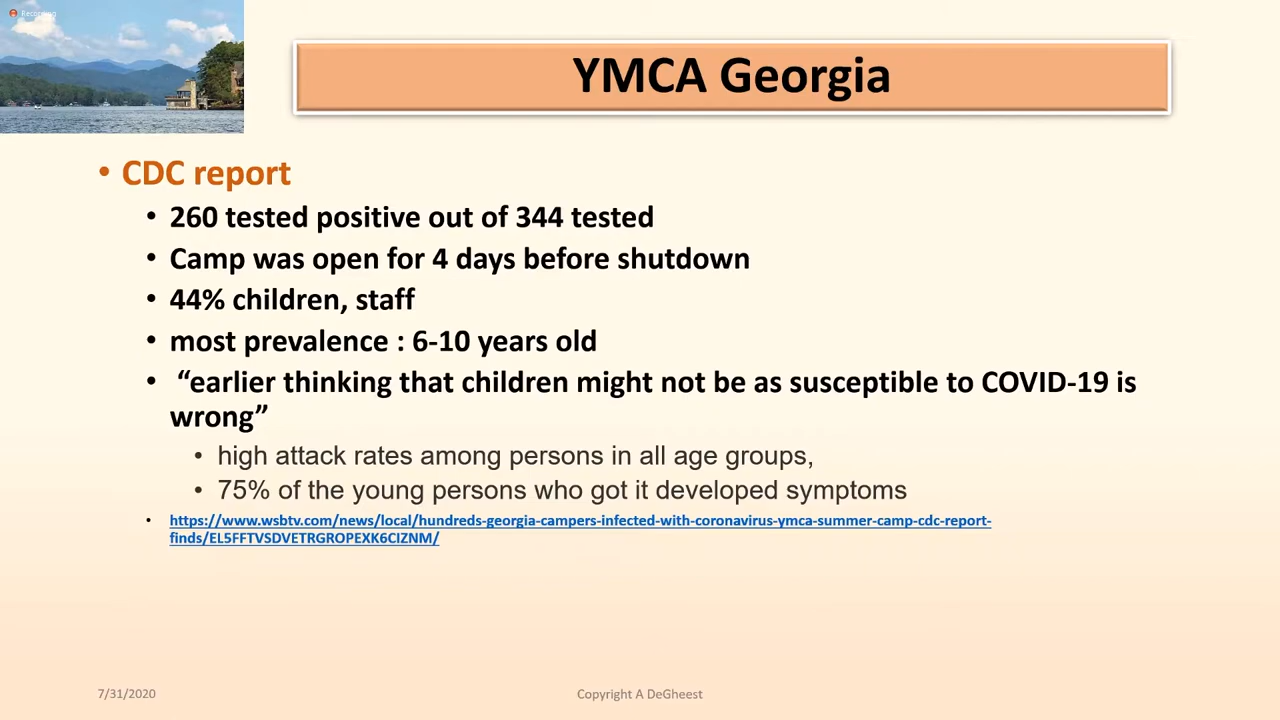 Recording
YMCA Georgia
• CDC report
• 260 tested positive out of 344 tested
• Camp was open for 4 days before shutdown
• 44% children, staff
• most prevalence : 6-10 years old
• “earlier thinking that children might not be as susceptible to COVID-19 is
wrong”
• high attack rates among persons in all age groups,
• 75% of the young persons who got it developed symptoms
• https://www.wsbtv.com/news/local/hundreds-georgia-campers-infected-with-coronavirus-ymca-summer-camp-cdc-report-
finds/EL5FFTVSDVETRGROPEXK6CIZNM/
7/31/2020
Copyright A DeGheest